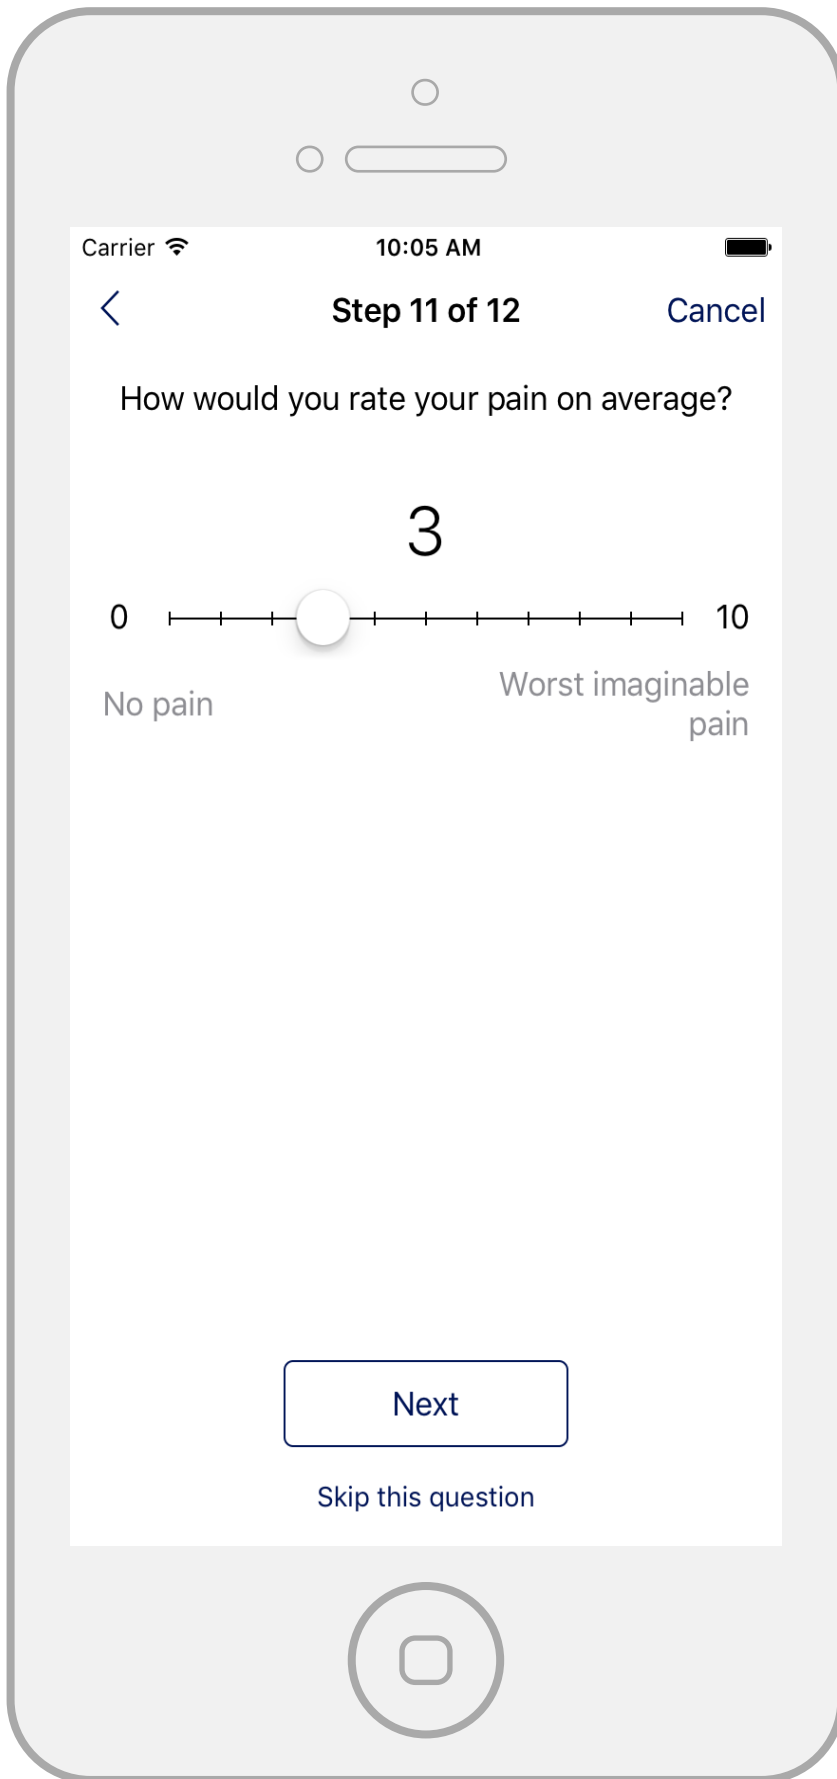 Carrier 10:05 AM
Step 11 of 12 Cancel
How would you rate your pain on average?
3
0 10
No pain Worst imaginable
pain
Next
Skip this question